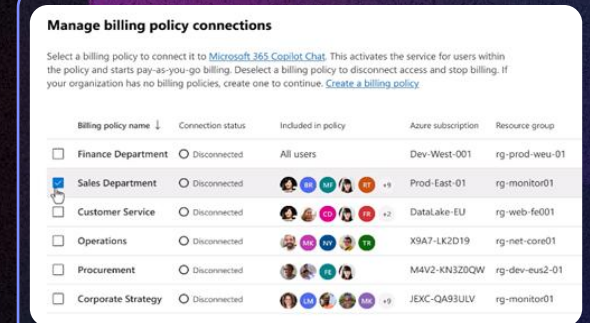 Manage billing policy connections
Select a billing policy to connect it to Microsoft 365 Copilot Chat. This activates the service for users within
the policy and starts pay-as-you-go billing. Deselect a billing policy to disconnect access and stop billing. If
your organization has no billing policies, create one to continue. Create a billing policy
Billing policy name ↓ Connection status Included in policy Azure subscription Resource group
Finance Department Disconnected All users Dev-West-001 rg-prod-weu-01
Sales Department Disconnected BR MF RT +9 Prod-East-01 rg-monitor01
Customer Service Disconnected CD FR +2 DataLake-EU rg-web-fe001
Operations Disconnected MK NY TR X9A7-LK2D19 rg-net-core01
Procurement Disconnected FE M4V2-KN3Z0QW rg-dev-eus2-01
Corporate Strategy Disconnected LM MK +9 JEXC-QA93ULV rg-monitor01